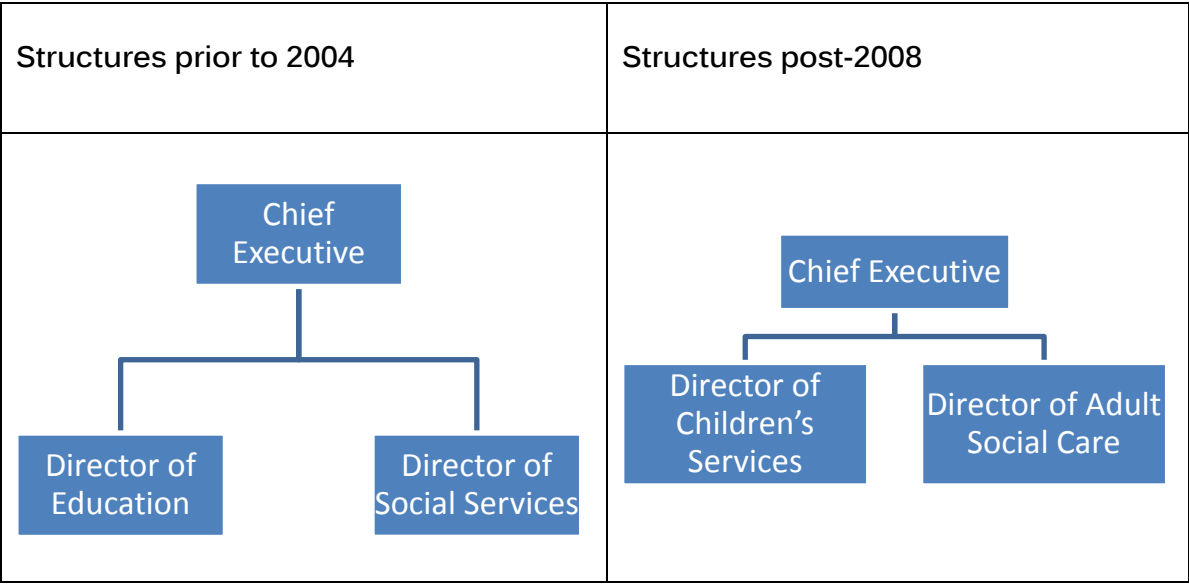 Structures prior to 2004
Structures post-2008
Chief
Executive
Director of
Education
Director of
Social Services
Chief Executive
Director of
Children’s
Services
Director of Adult
Social Care